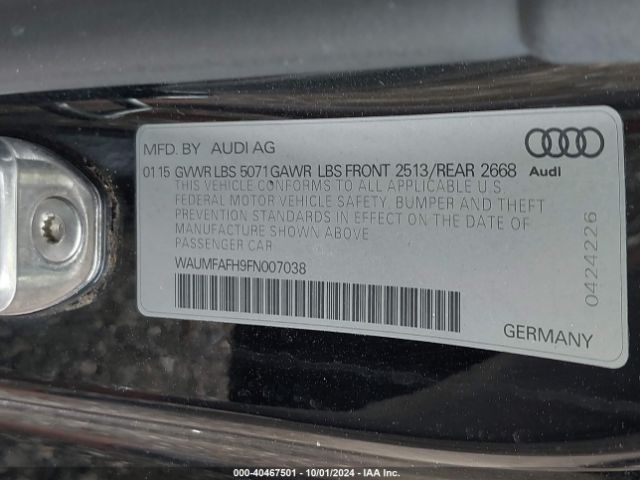 MFD. BY AUDI AG
0115 GVWR LBS 5071 GAWR LBS FRONT 2513/REAR 2668
Audi
THIS VEHICLE CONFORMS TO ALL APPLICABLE U.S.
FEDERAL MOTOR VEHICLE SAFETY, BUMPER AND THEFT
PREVENTION STANDARDS IN EFFECT ON THE DATE OF
MANUFACTURE SHOWN ABOVE
PASSENGER CAR
WAUMFAFH9FN007038
0424226
GERMANY
000-40467501 - 10/01/2024 - IAA Inc.